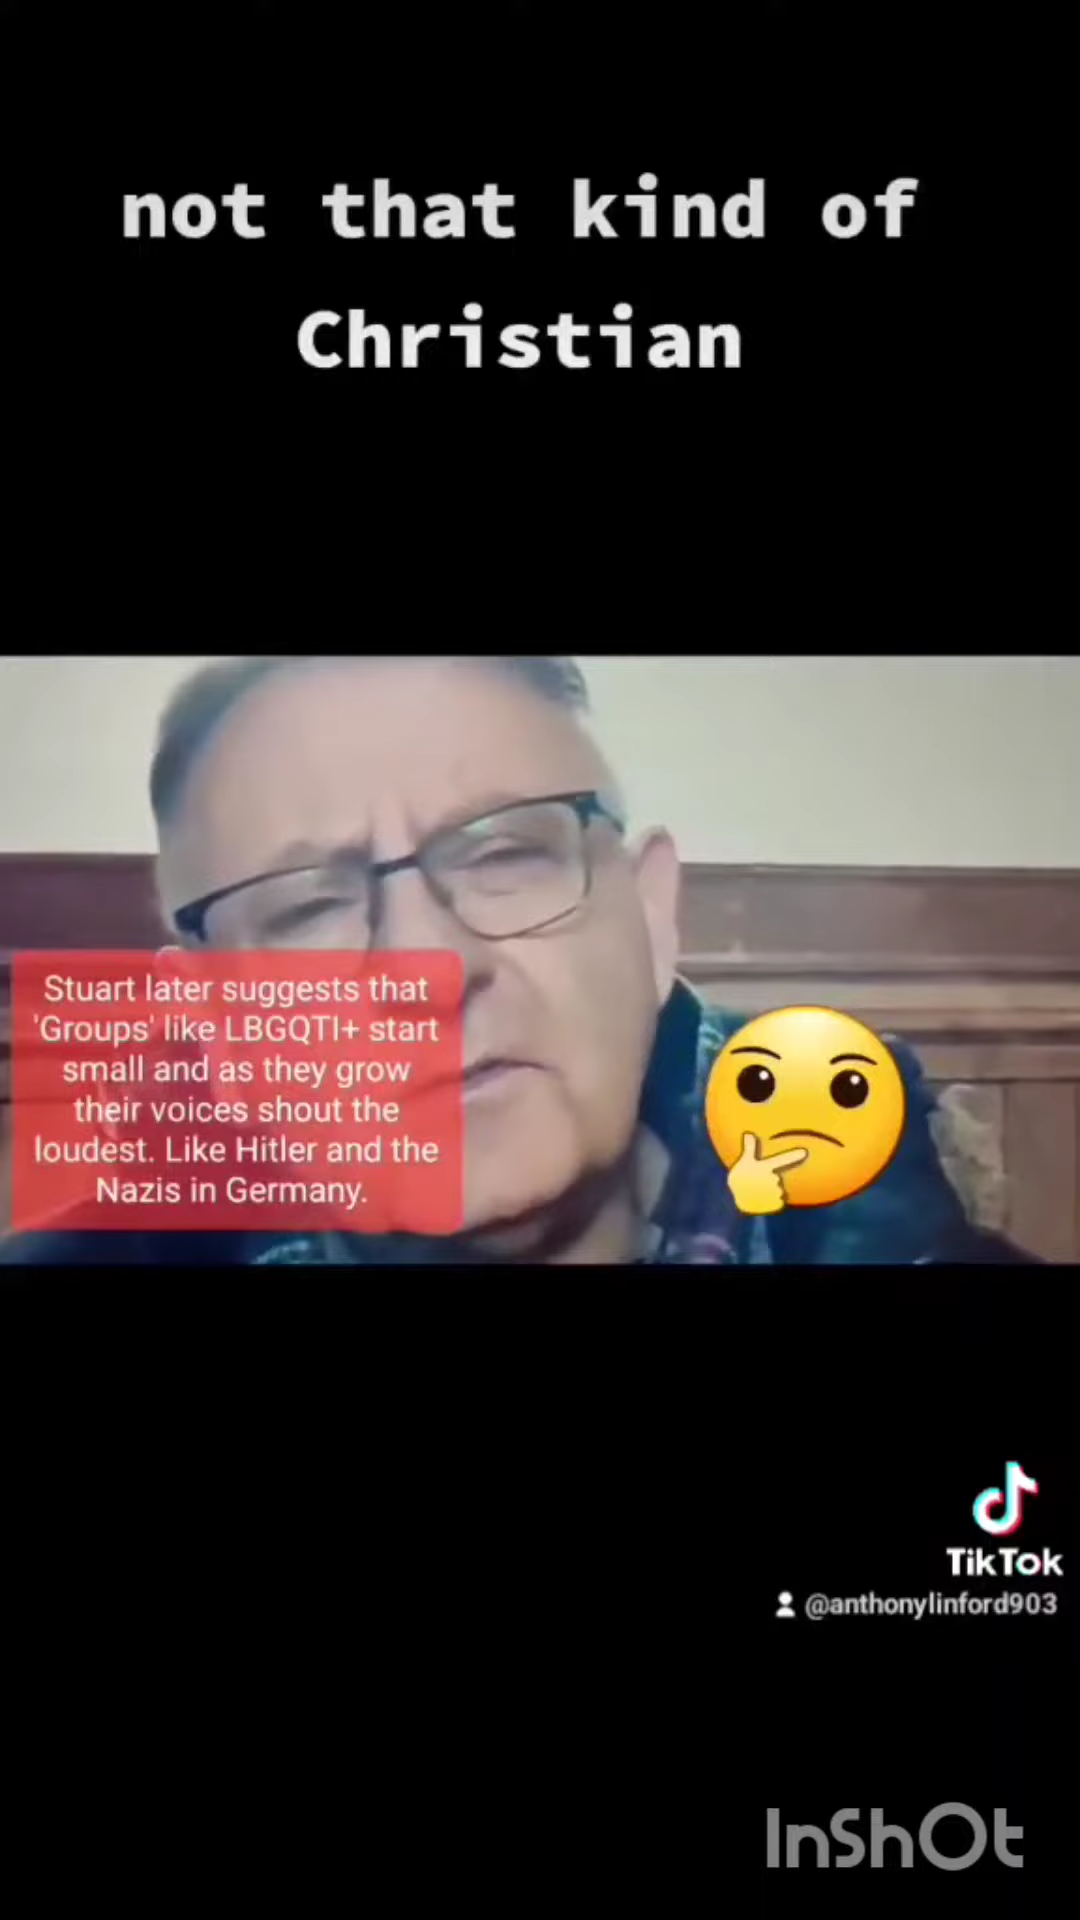 not that kind of
Christian
Stuart later suggests that
'Groups' like LBGQTI+ start
small and as they grow
their voices shout the
loudest. Like Hitler and the
Nazis in Germany.
TikTok
@anthonylinford903
InShOt